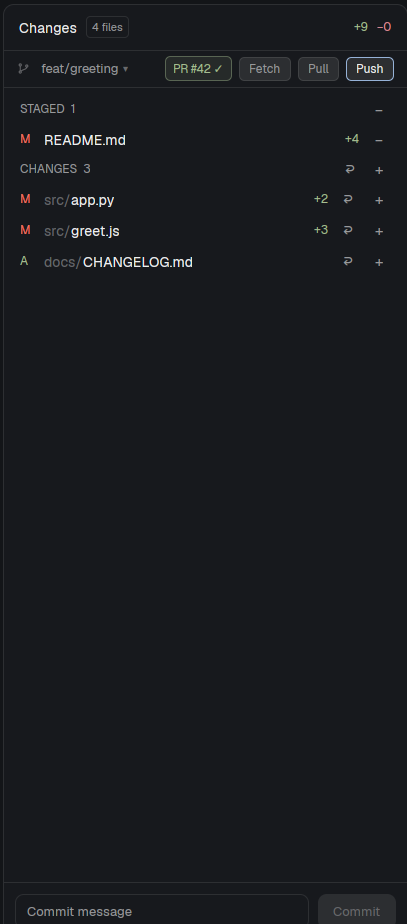 Changes 4 files +9 −0
feat/greeting ▾ PR #42 ✓ Fetch Pull Push
STAGED 1 −
M README.md +4 −
CHANGES 3 +
M src/app.py +2 +
M src/greet.js +3 +
A docs/CHANGELOG.md +
Commit message Commit